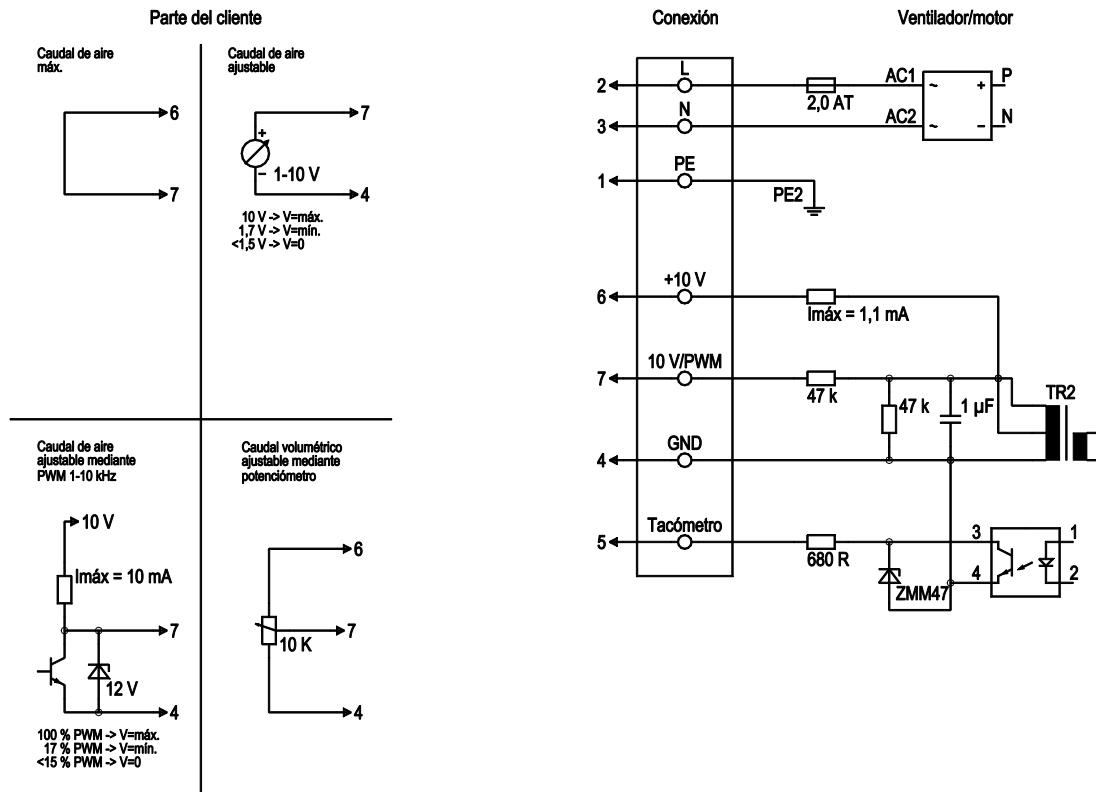 Parte del cliente
Caudal de aire
máx.
6
7
Caudal de aire
ajustable
7
+
1-10 V
−
4
10 V -> V=máx.
1,7 V -> V=mín.
<1,5 V -> V=0
Caudal de aire
ajustable mediante
PWM 1-10 kHz
10 V
Imáx = 10 mA
7
12 V
4
100 % PWM -> V=máx.
17 % PWM -> V=mín.
<15 % PWM -> V=0
Caudal volumétrico
ajustable mediante
potenciómetro
6
7
10 K
4
Conexión
Ventilador/motor
2
L
2,0 AT
AC1
~
+
P
3
N
AC2
~
−
N
1
PE
PE2
6
+10 V
Imáx = 1,1 mA
7
10 V/PWM
47 k
47 k
1 µF
TR2
4
GND
5
Tacómetro
680 R
ZMM47
3
4
1
2